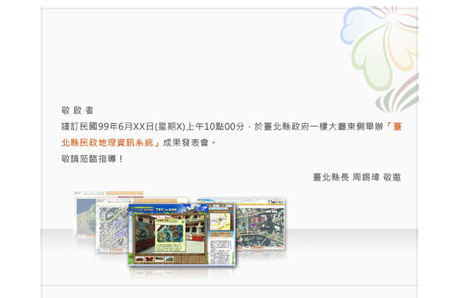 敬 啟 者
謹訂民國99年6月XX日(星期X)上午10點00分，於臺北縣政府一樓大廳東側舉辦「臺
北縣民政地理資訊系統」成果發表會。
敬請蒞臨指導！
臺北縣長 周錫瑋 敬邀